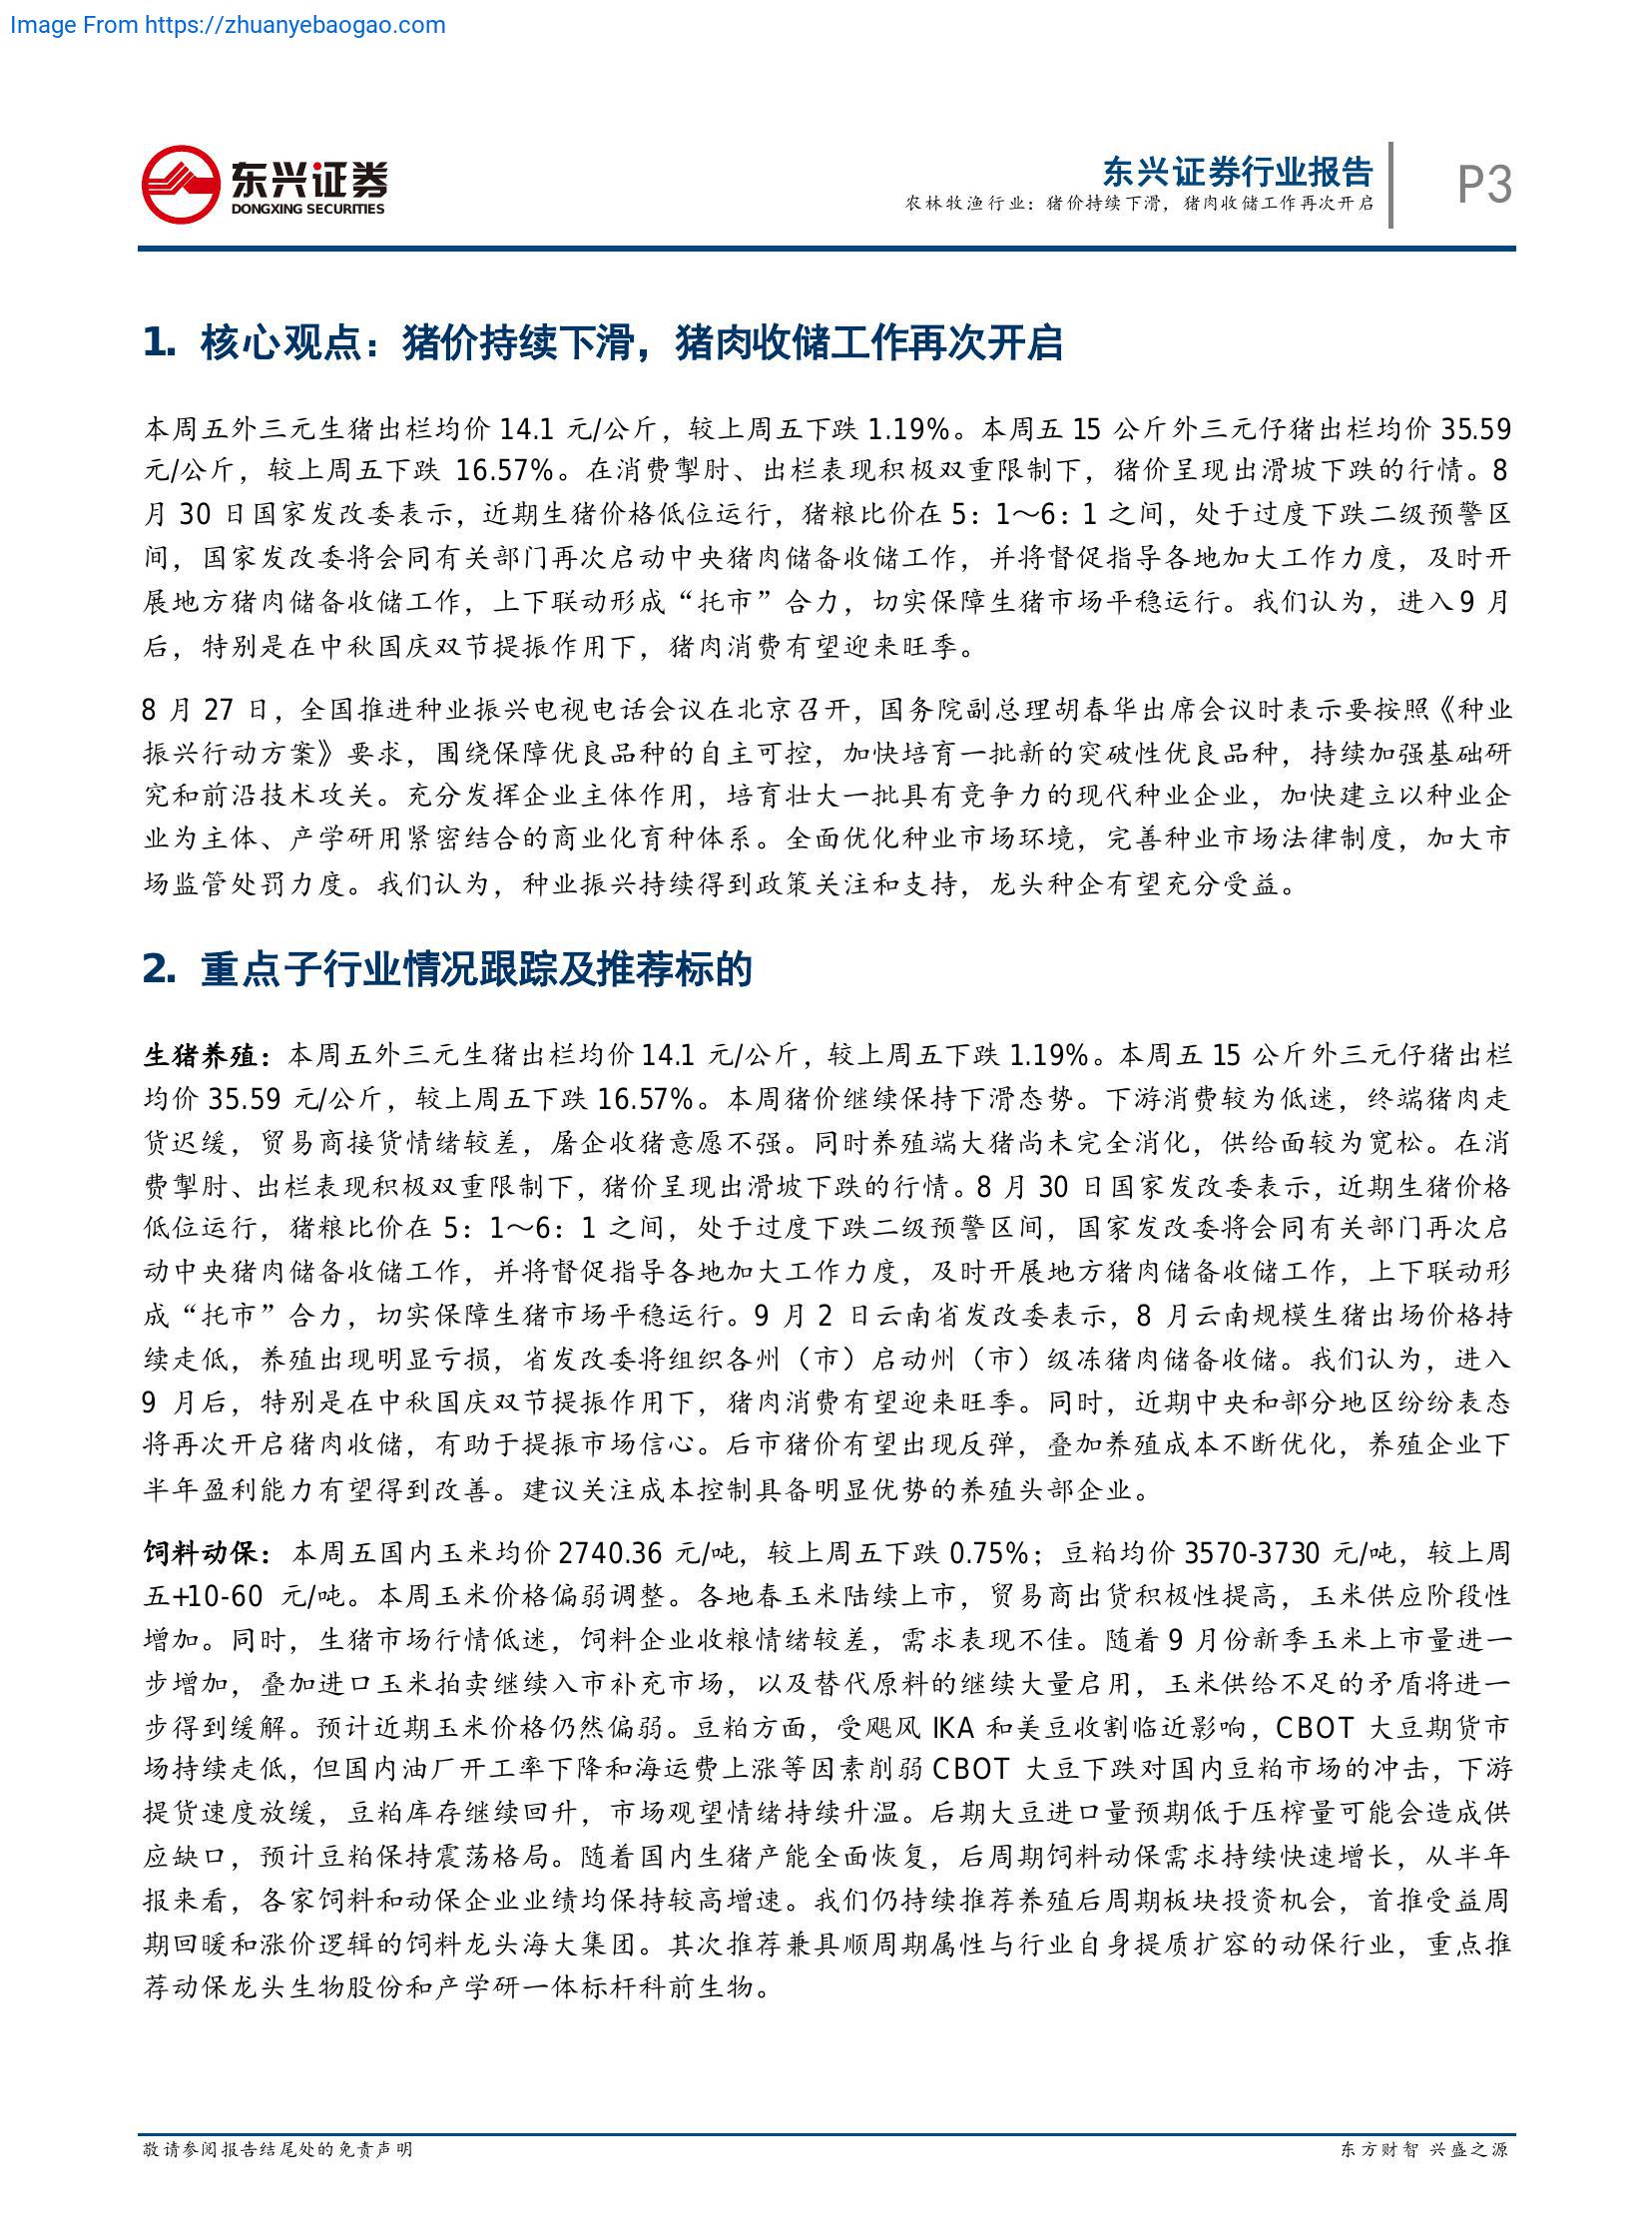 Image From https://zhuanyebaogao.com
东兴证券
DONGXING SECURITIES
东兴证券行业报告
农林牧渔行业：猪价持续下滑，猪肉收储工作再次开启
P3
1. 核心观点：猪价持续下滑，猪肉收储工作再次开启
本周五外三元生猪出栏均价 14.1 元/公斤，较上周五下跌 1.19%。本周五 15 公斤外三元仔猪出栏均价 35.59
元/公斤，较上周五下跌 16.57%。在消费掣肘、出栏表现积极双重限制下，猪价呈现出滑坡下跌的行情。8
月 30 日国家发改委表示，近期生猪价格低位运行，猪粮比价在 5：1～6：1 之间，处于过度下跌二级预警区
间，国家发改委将会同有关部门再次启动中央猪肉储备收储工作，并将督促指导各地加大工作力度，及时开
展地方猪肉储备收储工作，上下联动形成“托市”合力，切实保障生猪市场平稳运行。我们认为，进入 9 月
后，特别是在中秋国庆双节提振作用下，猪肉消费有望迎来旺季。
8 月 27 日，全国推进种业振兴电视电话会议在北京召开，国务院副总理胡春华出席会议时表示要按照《种业
振兴行动方案》要求，围绕保障优良品种的自主可控，加快培育一批新的突破性优良品种，持续加强基础研
究和前沿技术攻关。充分发挥企业主体作用，培育壮大一批具有竞争力的现代种业企业，加快建立以种业企
业为主体、产学研用紧密结合的商业化育种体系。全面优化种业市场环境，完善种业市场法律制度，加大市
场监管处罚力度。我们认为，种业振兴持续得到政策关注和支持，龙头种企有望充分受益。
2. 重点子行业情况跟踪及推荐标的
生猪养殖：本周五外三元生猪出栏均价 14.1 元/公斤，较上周五下跌 1.19%。本周五 15 公斤外三元仔猪出栏
均价 35.59 元/公斤，较上周五下跌 16.57%。本周猪价继续保持下滑态势。下游消费较为低迷，终端猪肉走
货迟缓，贸易商接货情绪较差，屠企收猪意愿不强。同时养殖端大猪尚未完全消化，供给面较为宽松。在消
费掣肘、出栏表现积极双重限制下，猪价呈现出滑坡下跌的行情。8 月 30 日国家发改委表示，近期生猪价格
低位运行，猪粮比价在 5：1～6：1 之间，处于过度下跌二级预警区间，国家发改委将会同有关部门再次启
动中央猪肉储备收储工作，并将督促指导各地加大工作力度，及时开展地方猪肉储备收储工作，上下联动形
成“托市”合力，切实保障生猪市场平稳运行。9 月 2 日云南省发改委表示，8 月云南规模生猪出场价格持
续走低，养殖出现明显亏损，省发改委将组织各州（市）启动州（市）级冻猪肉储备收储。我们认为，进入
9 月后，特别是在中秋国庆双节提振作用下，猪肉消费有望迎来旺季。同时，近期中央和部分地区纷纷表态
将再次开启猪肉收储，有助于提振市场信心。后市猪价有望出现反弹，叠加养殖成本不断优化，养殖企业下
半年盈利能力有望得到改善。建议关注成本控制具备明显优势的养殖头部企业。
饲料动保：本周五国内玉米均价 2740.36 元/吨，较上周五下跌 0.75%；豆粕均价 3570-3730 元/吨，较上周
五+10-60 元/吨。本周玉米价格偏弱调整。各地春玉米陆续上市，贸易商出货积极性提高，玉米供应阶段性
增加。同时，生猪市场行情低迷，饲料企业收粮情绪较差，需求表现不佳。随着 9 月份新季玉米上市量进一
步增加，叠加进口玉米拍卖继续入市补充市场，以及替代原料的继续大量启用，玉米供给不足的矛盾将进一
步得到缓解。预计近期玉米价格仍然偏弱。豆粕方面，受飓风 IKA 和美豆收割临近影响，CBOT 大豆期货市
场持续走低，但国内油厂开工率下降和海运费上涨等因素削弱 CBOT 大豆下跌对国内豆粕市场的冲击，下游
提货速度放缓，豆粕库存继续回升，市场观望情绪持续升温。后期大豆进口量预期低于压榨量可能会造成供
应缺口，预计豆粕保持震荡格局。随着国内生猪产能全面恢复，后周期饲料动保需求持续快速增长，从半年
报来看，各家饲料和动保企业业绩均保持较高增速。我们仍持续推荐养殖后周期板块投资机会，首推受益周
期回暖和涨价逻辑的饲料龙头海大集团。其次推荐兼具顺周期属性与行业自身提质扩容的动保行业，重点推
荐动保龙头生物股份和产学研一体标杆科前生物。
敬请参阅报告结尾处的免责声明
东方财智 兴盛之源